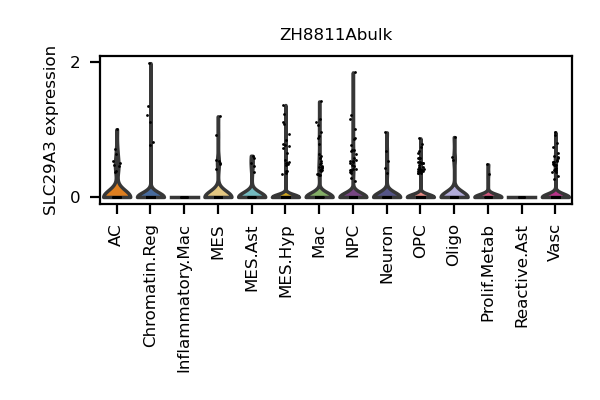 ZH8811Abulk
SLC29A3 expression
2
0
AC
Chromatin.Reg
Inflammatory.Mac
MES
MES.Ast
MES.Hyp
Mac
NPC
Neuron
OPC
Oligo
Prolif.Metab
Reactive.Ast
Vasc